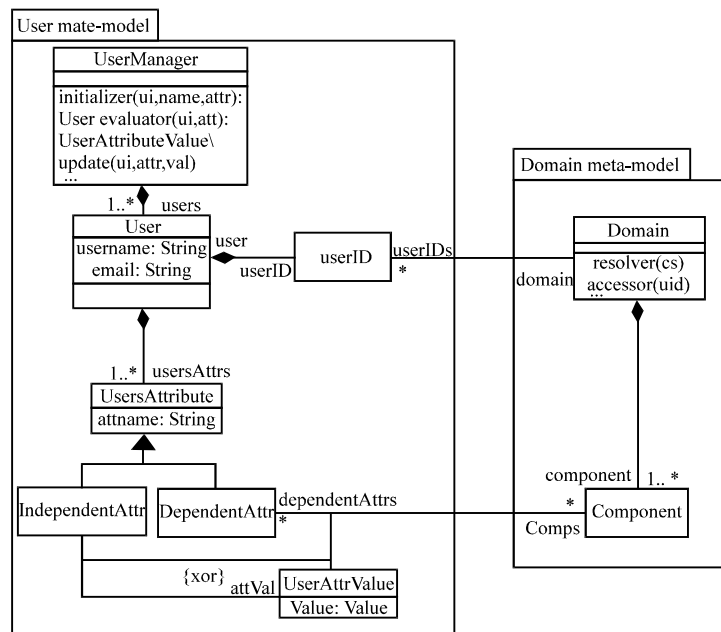 User mate-model
UserManager
initializer(ui,name,attr):
User evaluator(ui,att):
UserAttributeValue\
update(ui,attr,val)
...
1..*
users
User
username: String
email: String
user
userID
userID
userIDs
*
domain
Domain meta-model
Domain
resolver(cs)
accessor(uid)
...
1..*
usersAttrs
UsersAttribute
attname: String
IndependentAttr
DependentAttr
dependentAttrs
*
component
1.. *
*
Comps
Component
{xor}
attVal
UserAttrValue
Value: Value